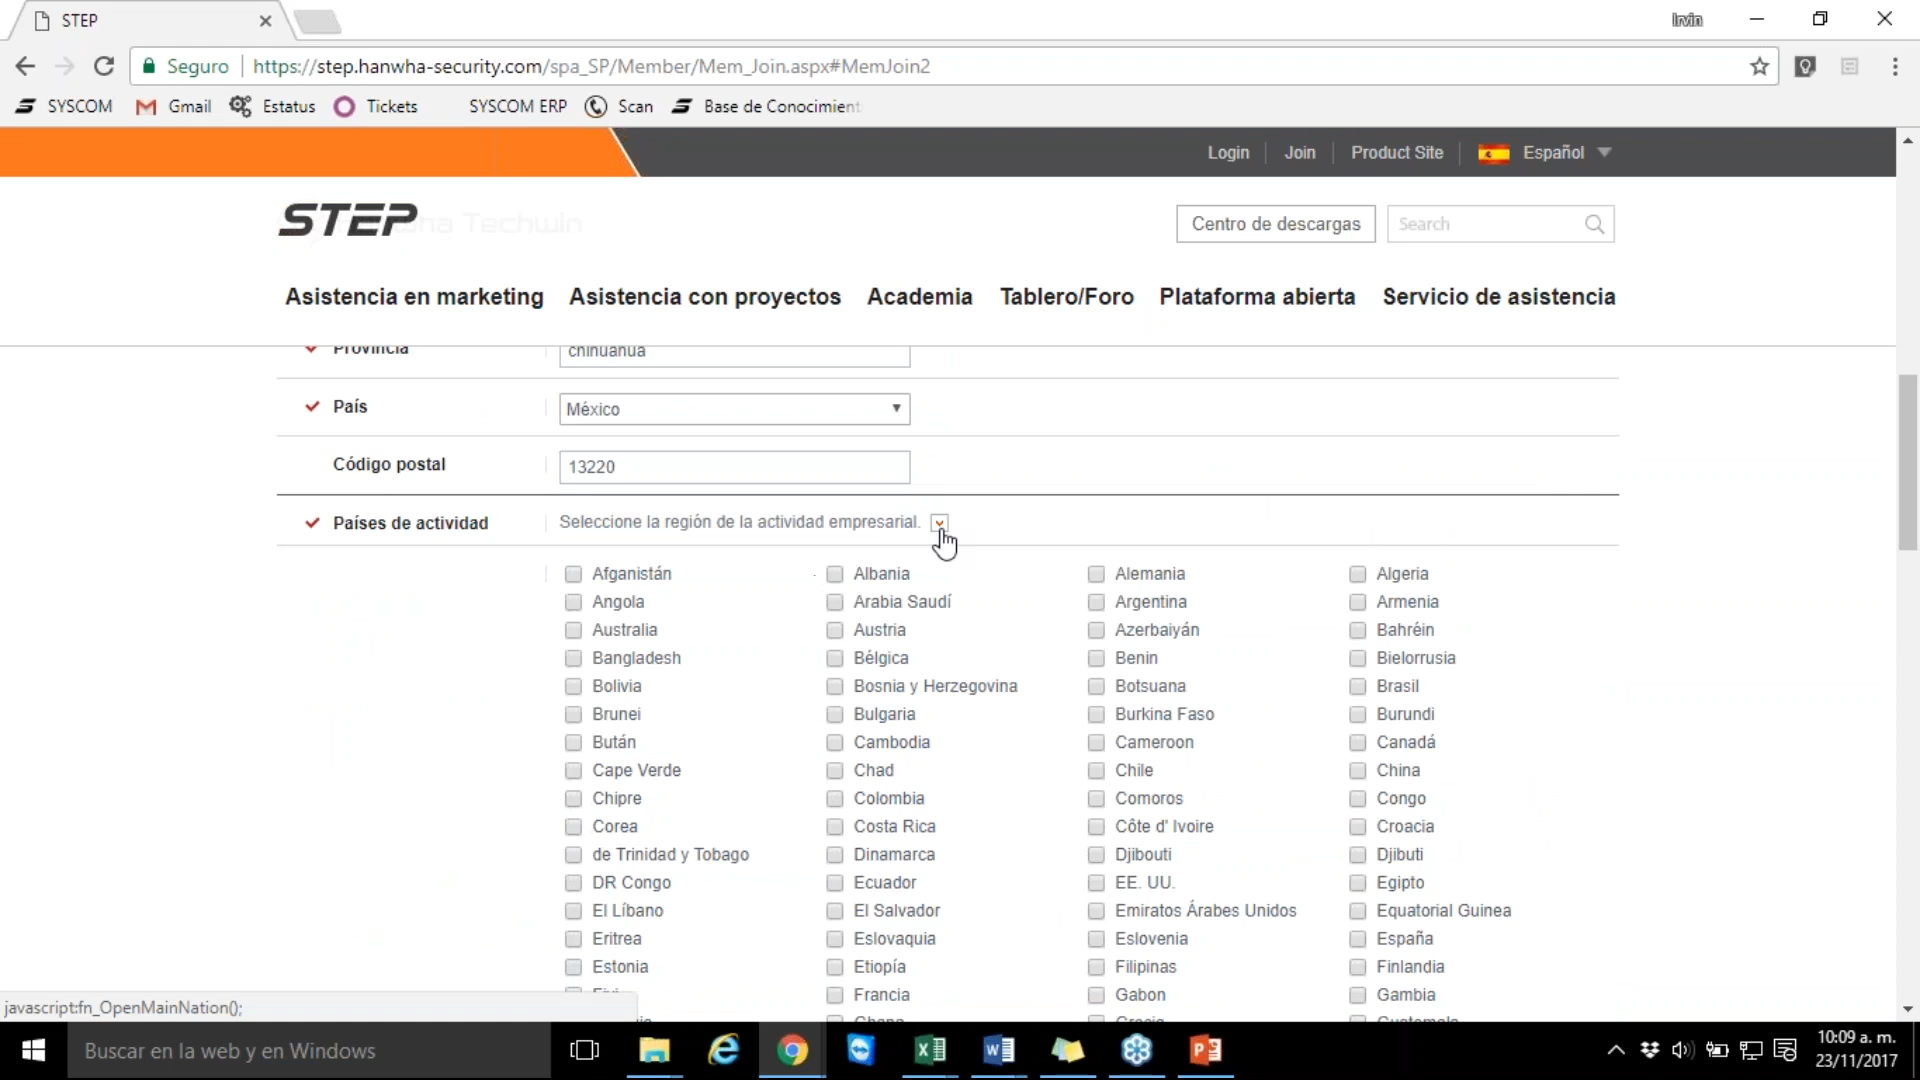 STEP
Irvin
Seguro
https://step.hanwha-security.com/spa_SP/Member/Mem_Join.aspx#MemJoin2
SYSCOM Gmail Estatus Tickets SYSCOM ERP Scan Base de Conocimient
Login Join Product Site Español
STEP Techwin
Centro de descargas Search
Asistencia en marketing Asistencia con proyectos Academia Tablero/Foro Plataforma abierta Servicio de asistencia
Provincia chihuahua
País México
Código postal 13220
Países de actividad Seleccione la región de la actividad empresarial.
Afganistán Albania Alemania Algeria
Angola Arabia Saudí Argentina Armenia
Australia Austria Azerbaiyán Bahréin
Bangladesh Bélgica Benin Bielorrusia
Bolivia Bosnia y Herzegovina Botsuana Brasil
Brunei Bulgaria Burkina Faso Burundi
Bután Cambodia Cameroon Canadá
Cape Verde Chad Chile China
Chipre Colombia Comoros Congo
Corea Costa Rica Côte d' Ivoire Croacia
de Trinidad y Tobago Dinamarca Djibouti Djibuti
DR Congo Ecuador EE. UU. Egipto
El Líbano El Salvador Emiratos Árabes Unidos Equatorial Guinea
Eritrea Eslovaquia Eslovenia España
Estonia Etiopía Filipinas Finlandia
Francia Gabon Gambia
Ghana Grecia Guatemala
javascript:fn_OpenMainNation();
Buscar en la web y en Windows
10:09 a. m.
23/11/2017